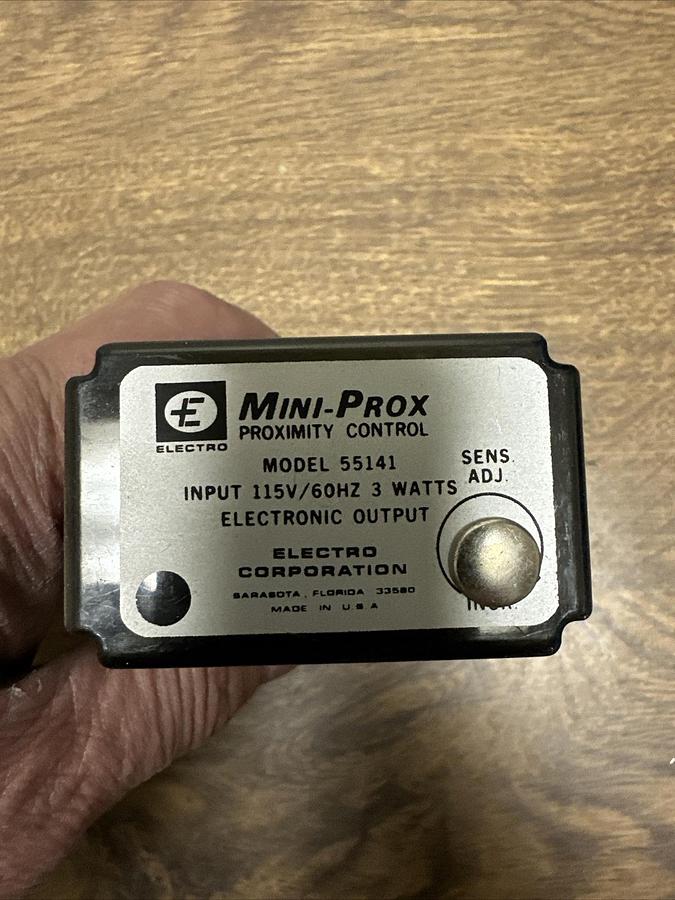 E
ELECTRO
MINI-PROX
PROXIMITY CONTROL
MODEL 55141
SENS.
ADJ.
INPUT 115V/60HZ 3 WATTS
ELECTRONIC OUTPUT
ELECTRO
CORPORATION
SARASOTA, FLORIDA 33580
MADE IN U.S.A